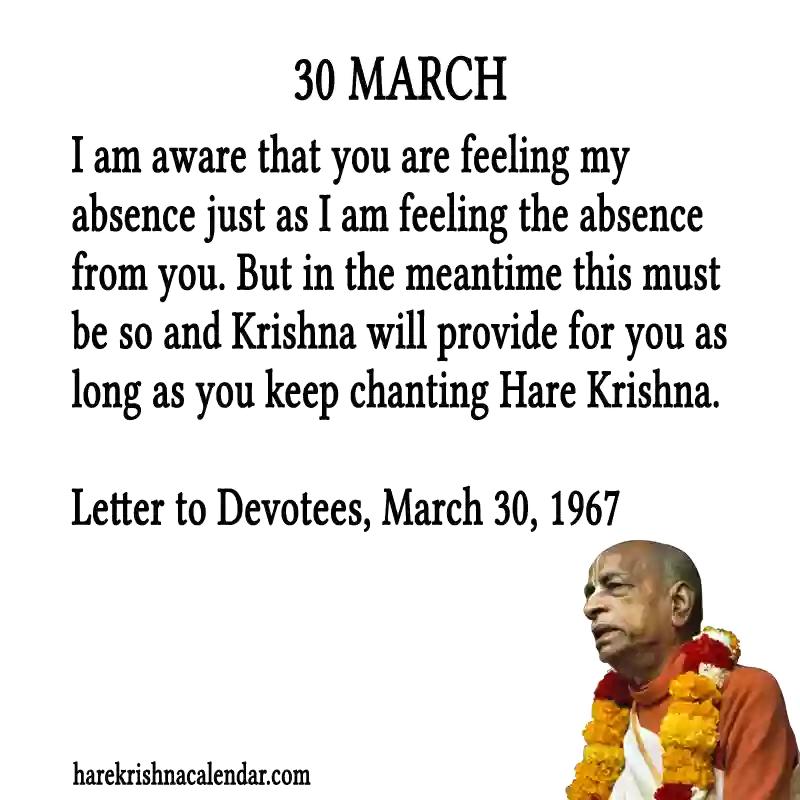 30 MARCH
I am aware that you are feeling my
absence just as I am feeling the absence
from you. But in the meantime this must
be so and Krishna will provide for you as
long as you keep chanting Hare Krishna.
Letter to Devotees, March 30, 1967
harekrishnacalendar.com